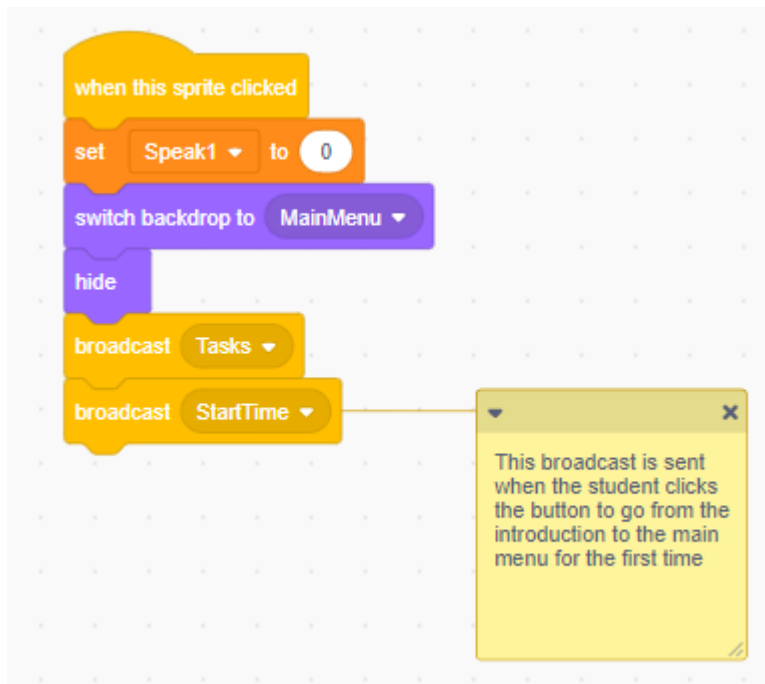 when this sprite clicked
set Speak1 to 0
switch backdrop to MainMenu
hide
broadcast Tasks
broadcast StartTime
This broadcast is sent
when the student clicks
the button to go from the
introduction to the main
menu for the first time